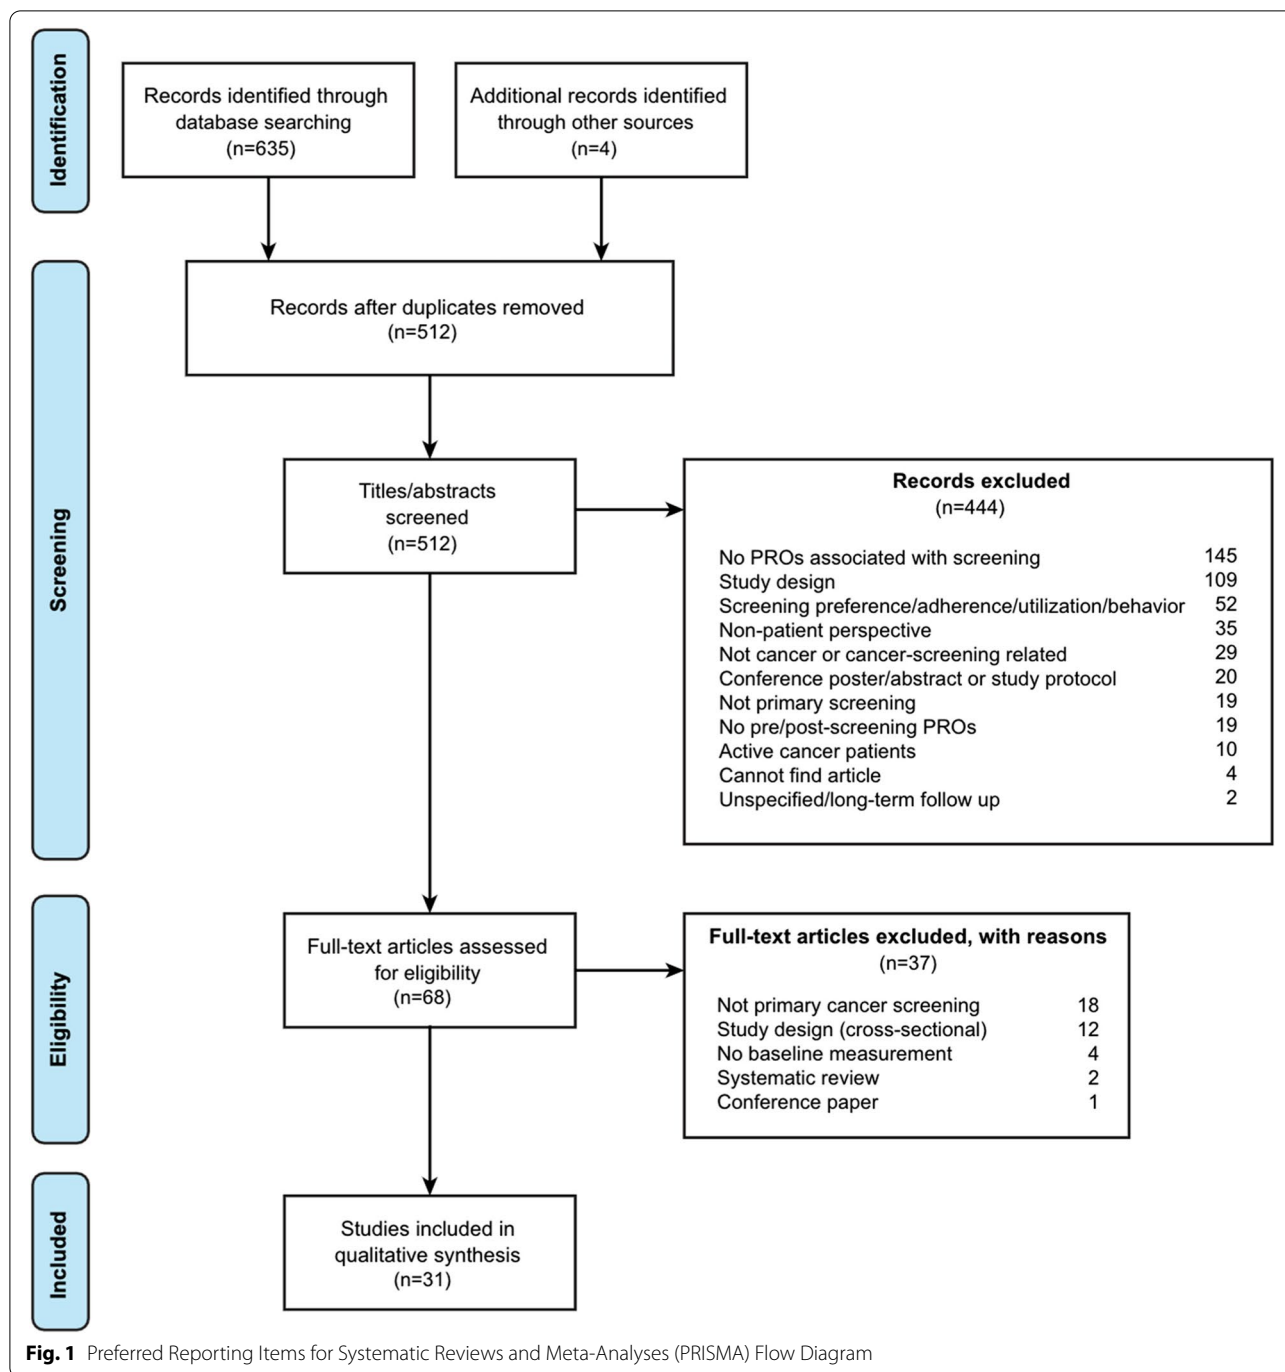 Identification
Records identified through
database searching
(n=635)
Additional records identified
through other sources
(n=4)
Screening
Records after duplicates removed
(n=512)
Titles/abstracts
screened
(n=512)
Records excluded
(n=444)
No PROs associated with screening 145
Study design 109
Screening preference/adherence/utilization/behavior 52
Non-patient perspective 35
Not cancer or cancer-screening related 29
Conference poster/abstract or study protocol 20
Not primary screening 19
No pre/post-screening PROs 19
Active cancer patients 10
Cannot find article 4
Unspecified/long-term follow up 2
Eligibility
Full-text articles assessed
for eligibility
(n=68)
Full-text articles excluded, with reasons
(n=37)
Not primary cancer screening 18
Study design (cross-sectional) 12
No baseline measurement 4
Systematic review 2
Conference paper 1
Included
Studies included in
qualitative synthesis
(n=31)
Fig. 1 Preferred Reporting Items for Systematic Reviews and Meta-Analyses (PRISMA) Flow Diagram